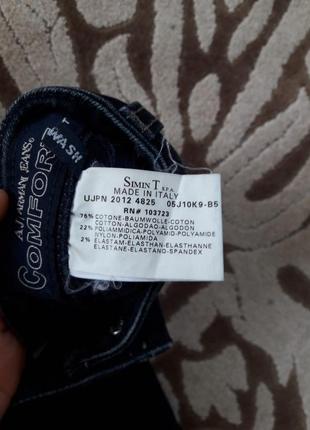 SIMIN T S.P.A.
MADE IN ITALY
UJPN 2012 4825 05J10K9-B5
RN# 103723
76% COTONE-BAUMWOLLE-COTON
COTTON-ALGODAO-ALGODON
22% POLIAMMIDICA-POLYAMID-POLYAMIDE
NYLON-POLIAMIDA
2% ELASTAM-ELASTHAN-ELASTHANNE
ELASTANE-ELASTANO-SPANDEX
ARMANI JEANS
COMFOR
WASH